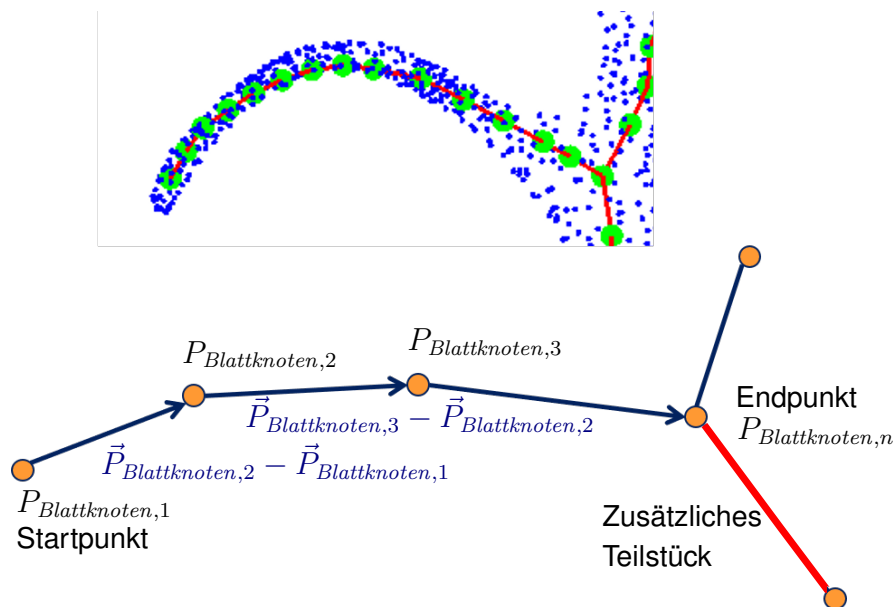 P_{Blattknoten,2}
P_{Blattknoten,3}
\vec{P}_{Blattknoten,3} − \vec{P}_{Blattknoten,2}
Endpunkt
P_{Blattknoten,n}
\vec{P}_{Blattknoten,2} − \vec{P}_{Blattknoten,1}
P_{Blattknoten,1}
Startpunkt
Zusätzliches
Teilstück